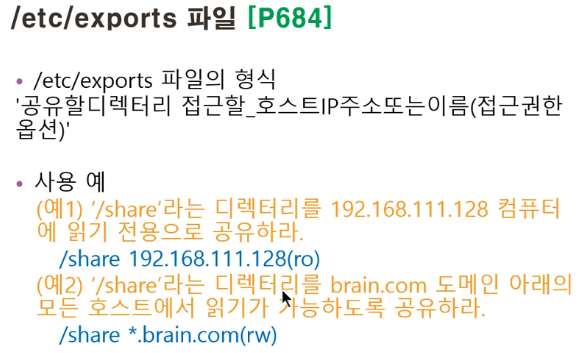 /etc/exports 파일 [P684]
• /etc/exports 파일의 형식
'공유할디렉터리 접근할_호스트IP주소또는이름(접근권한
옵션)'
• 사용 예
(예1) '/share'라는 디렉터리를 192.168.111.128 컴퓨터
에 읽기 전용으로 공유하라.
/share 192.168.111.128(ro)
(예2) '/share'라는 디렉터리를 brain.com 도메인 아래의
모든 호스트에서 읽기가 가능하도록 공유하라.
/share *.brain.com(rw)